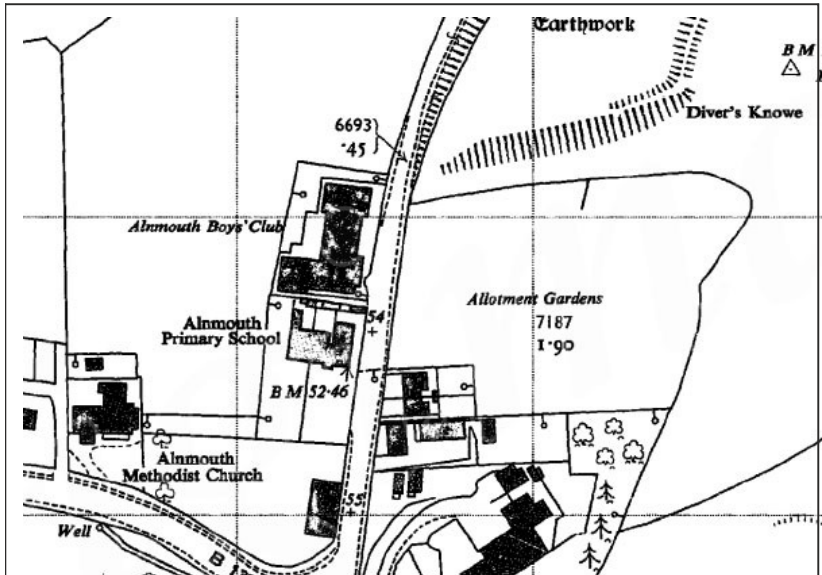 Earthwork
B M
Diver's Knowe
6693
·45
Alnmouth Boys' Club
Allotment Gardens
7187
1·90
54
Alnmouth
Primary School
B M 52·46
Alnmouth
Methodist Church
55
Well
B